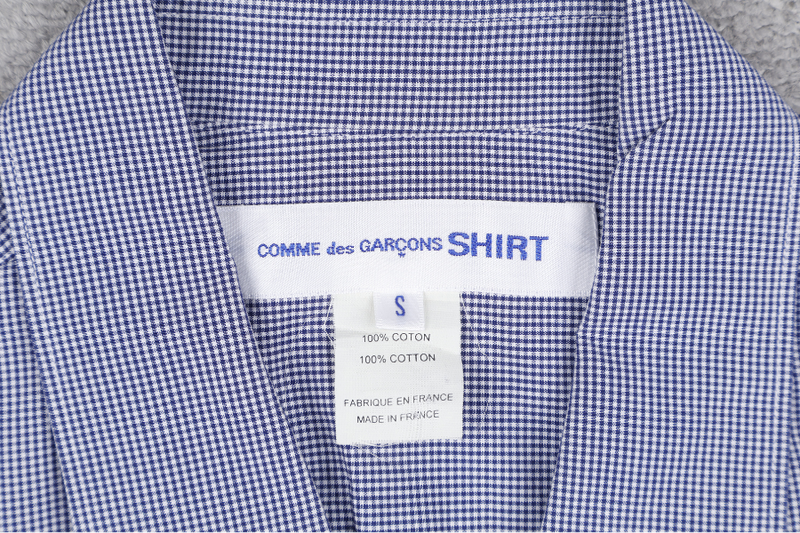 COMME des GARÇONS SHIRT
S
100% COTON
100% COTTON
FABRIQUE EN FRANCE
MADE IN FRANCE